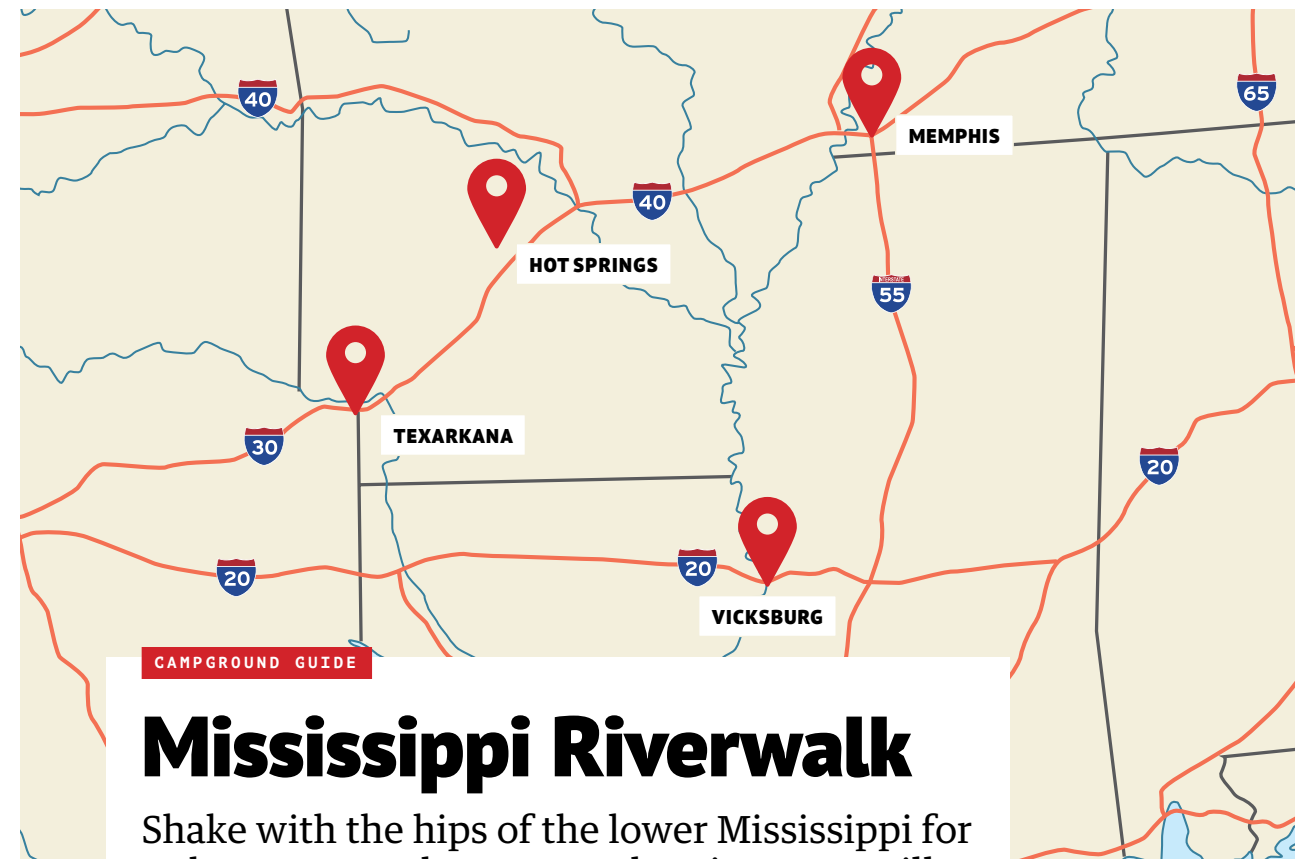 40
65
MEMPHIS
40
HOT SPRINGS
INTERSTATE
55
TEXARKANA
30
20
20
20
VICKSBURG
CAMPGROUND GUIDE
Mississippi Riverwalk
Shake with the hips of the lower Mississippi for